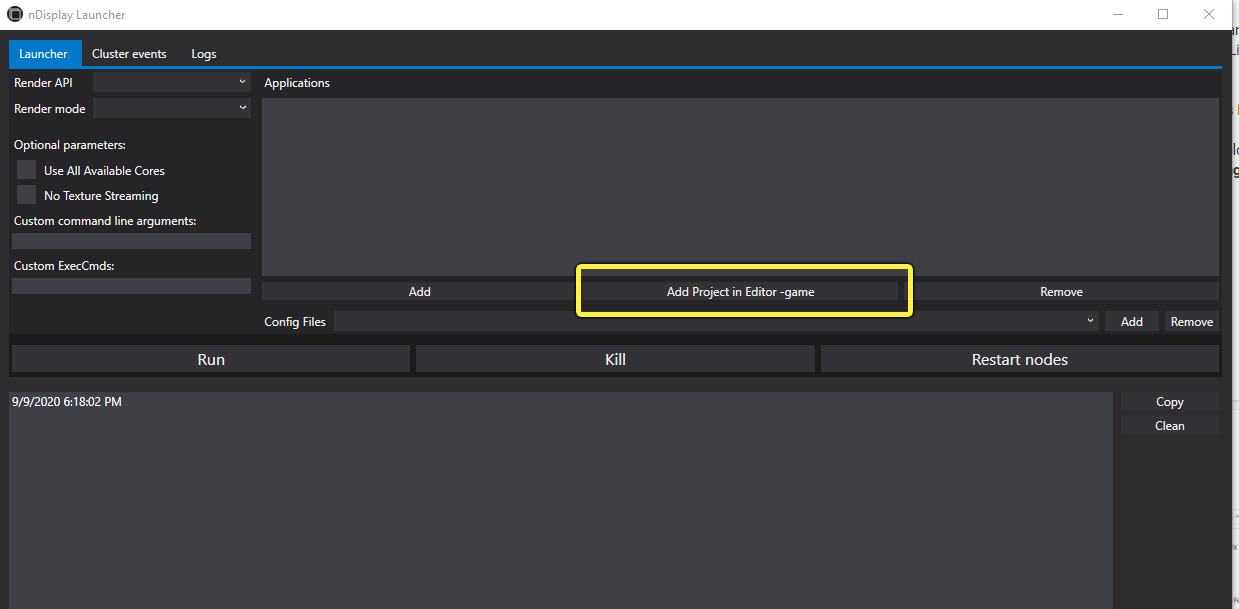 nDisplay Launcher
Launcher Cluster events Logs
Render API
Applications
Render mode
Optional parameters:
Use All Available Cores
No Texture Streaming
Custom command line arguments:
Custom ExecCmds:
Add Add Project in Editor -game Remove
Config Files Add Remove
Run Kill Restart nodes
9/9/2020 6:18:02 PM
Copy
Clean